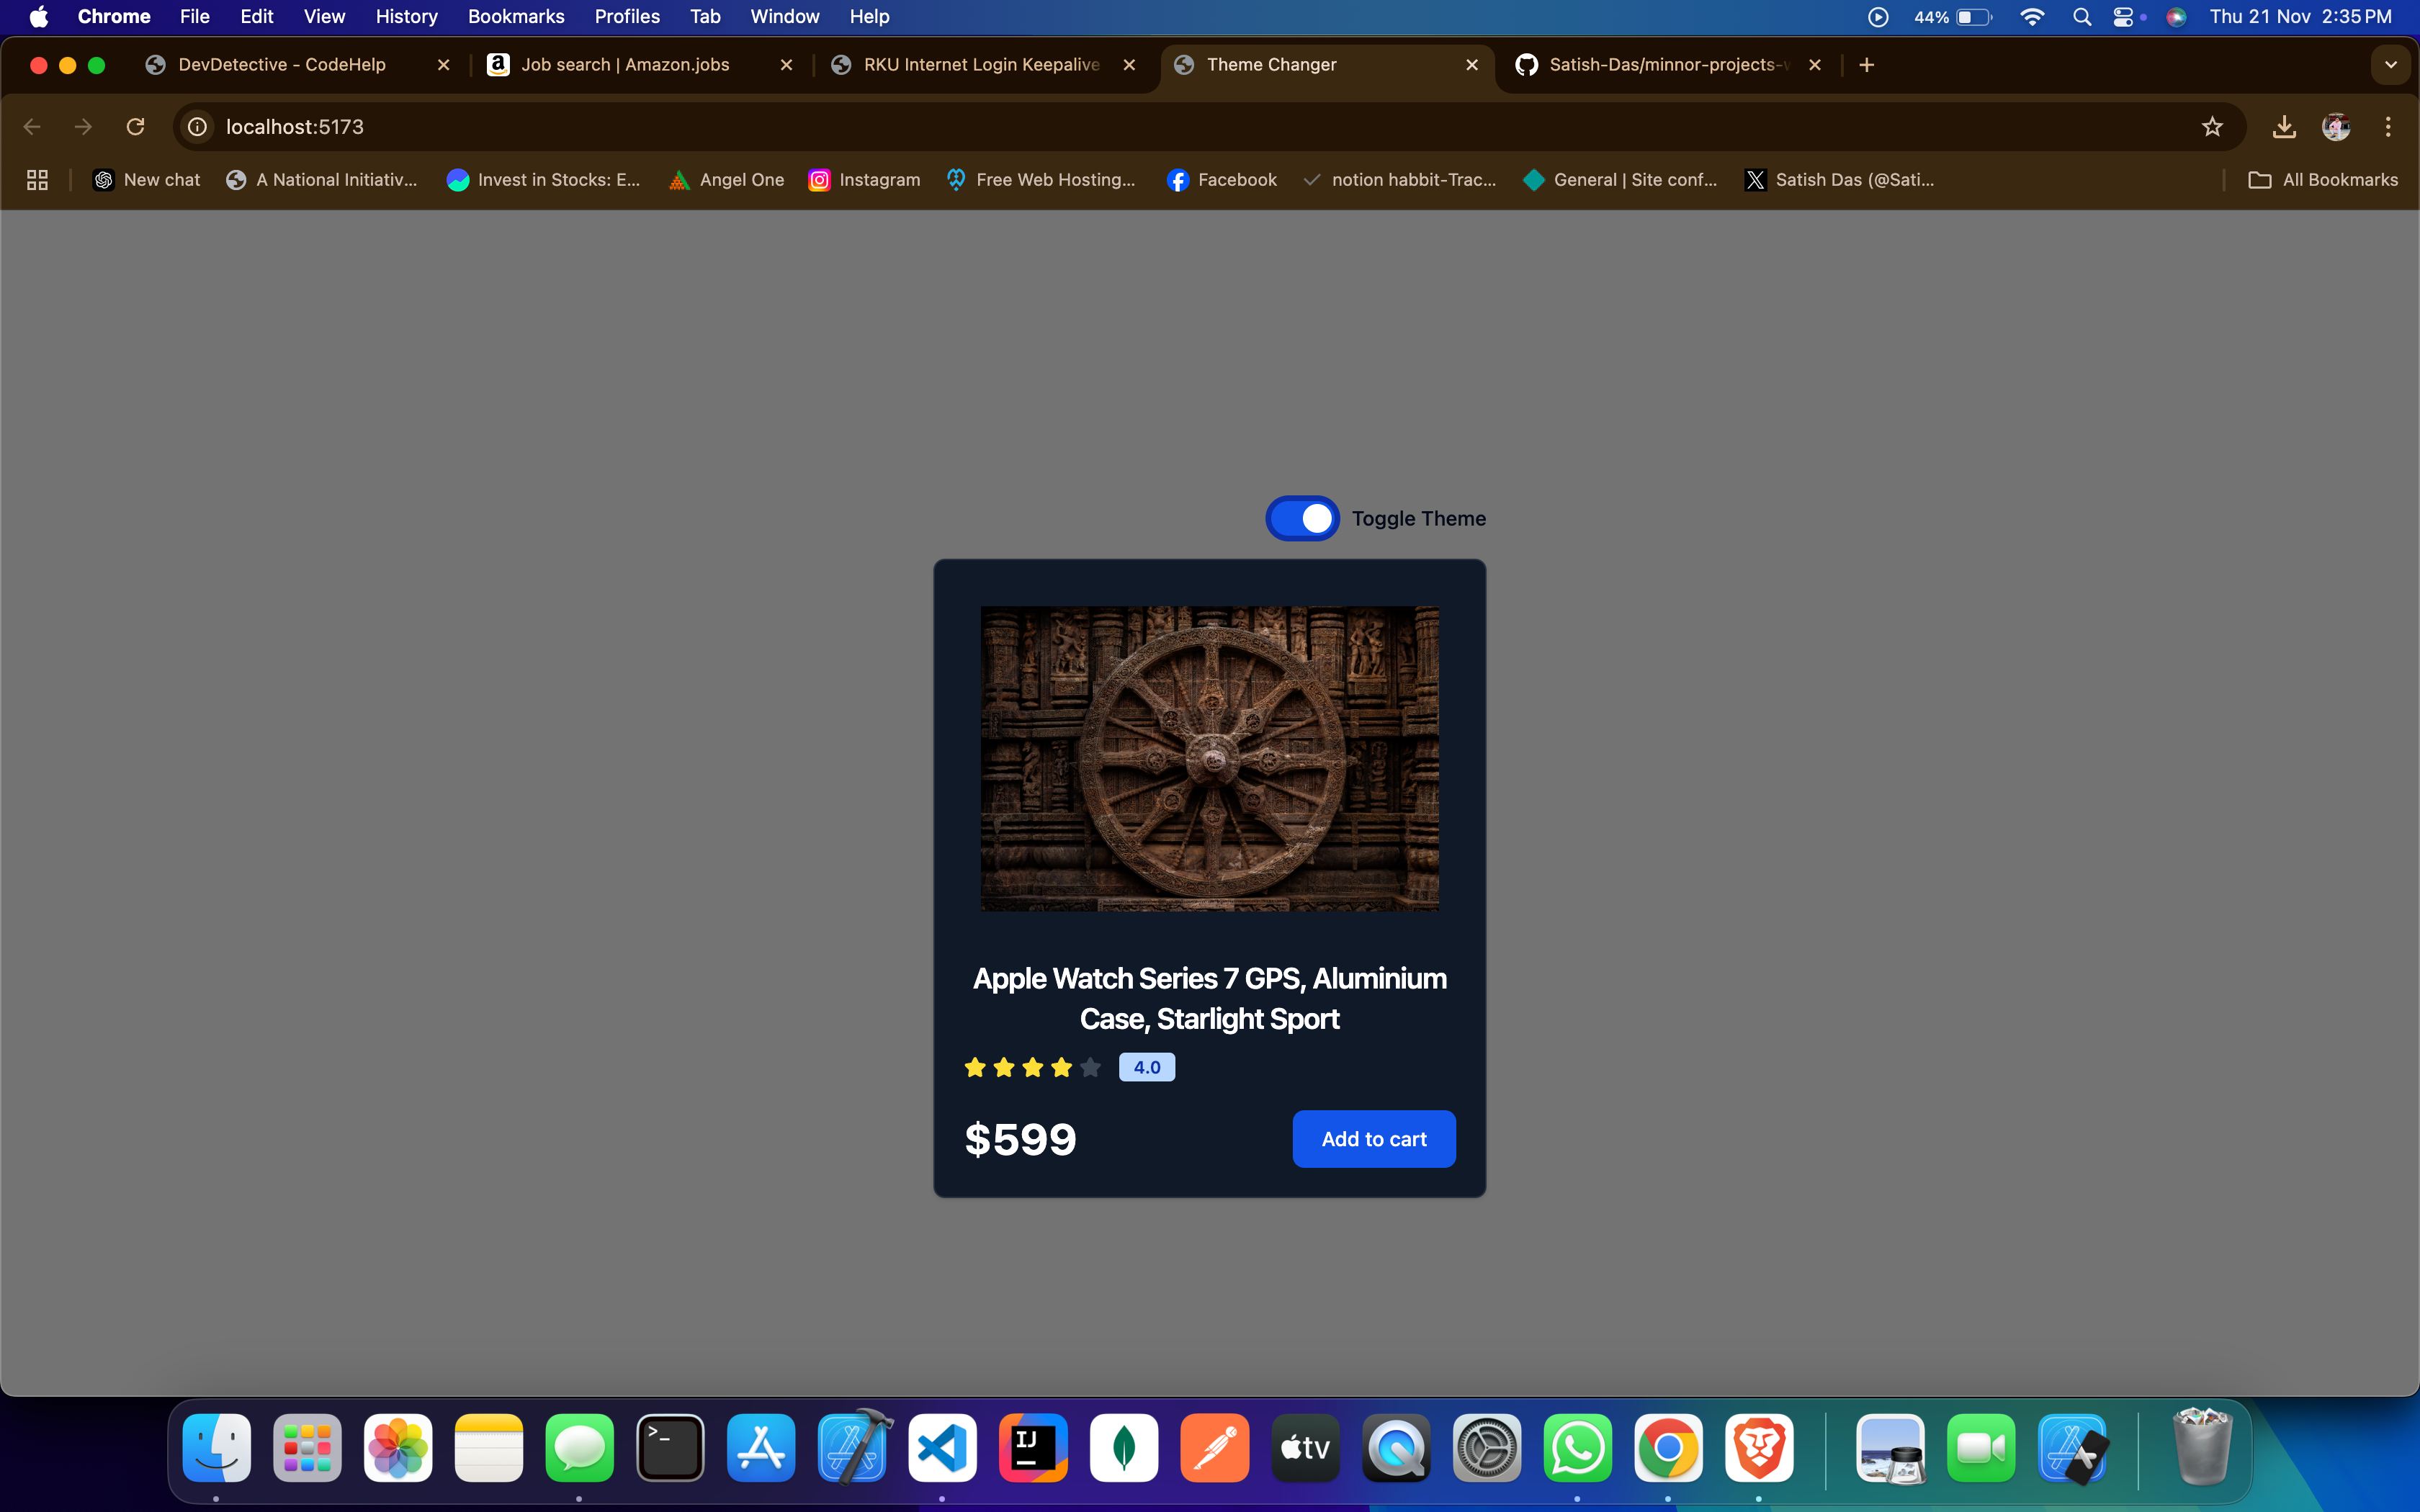 Chrome File Edit View History Bookmarks Profiles Tab Window Help 44% Thu 21 Nov 2:35 PM
DevDetective - CodeHelp Job search | Amazon.jobs RKU Internet Login Keepalive Theme Changer Satish-Das/minnor-projects-w
localhost:5173
New chat A National Initiativ... Invest in Stocks: E... Angel One Instagram Free Web Hosting... Facebook notion habbit-Trac... General | Site conf... Satish Das (@Sati... All Bookmarks
Toggle Theme
Apple Watch Series 7 GPS, Aluminium
Case, Starlight Sport
4.0
$599 Add to cart
>_ IJ tv